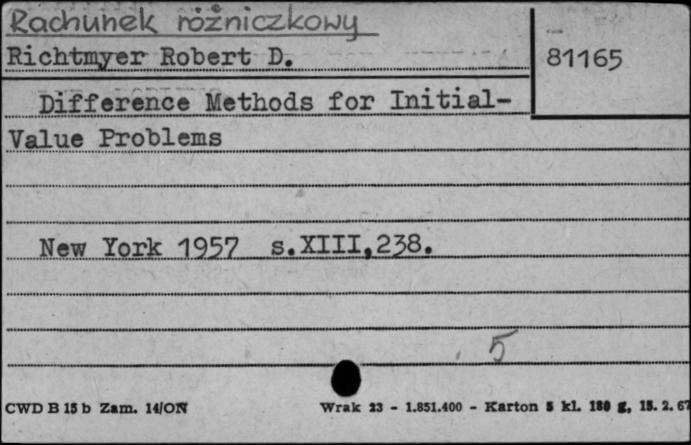 Rachunek różniczkowy
Richtmyer Robert D.
81165
Difference Methods for Initial-
Value Problems
New York 1957 s.XIII,238.
5
CWD B 15 b Zam. 14/ON
Wrak 23 - 1.851.400 - Karton 5 kl. 180 g, 15. 2. 67